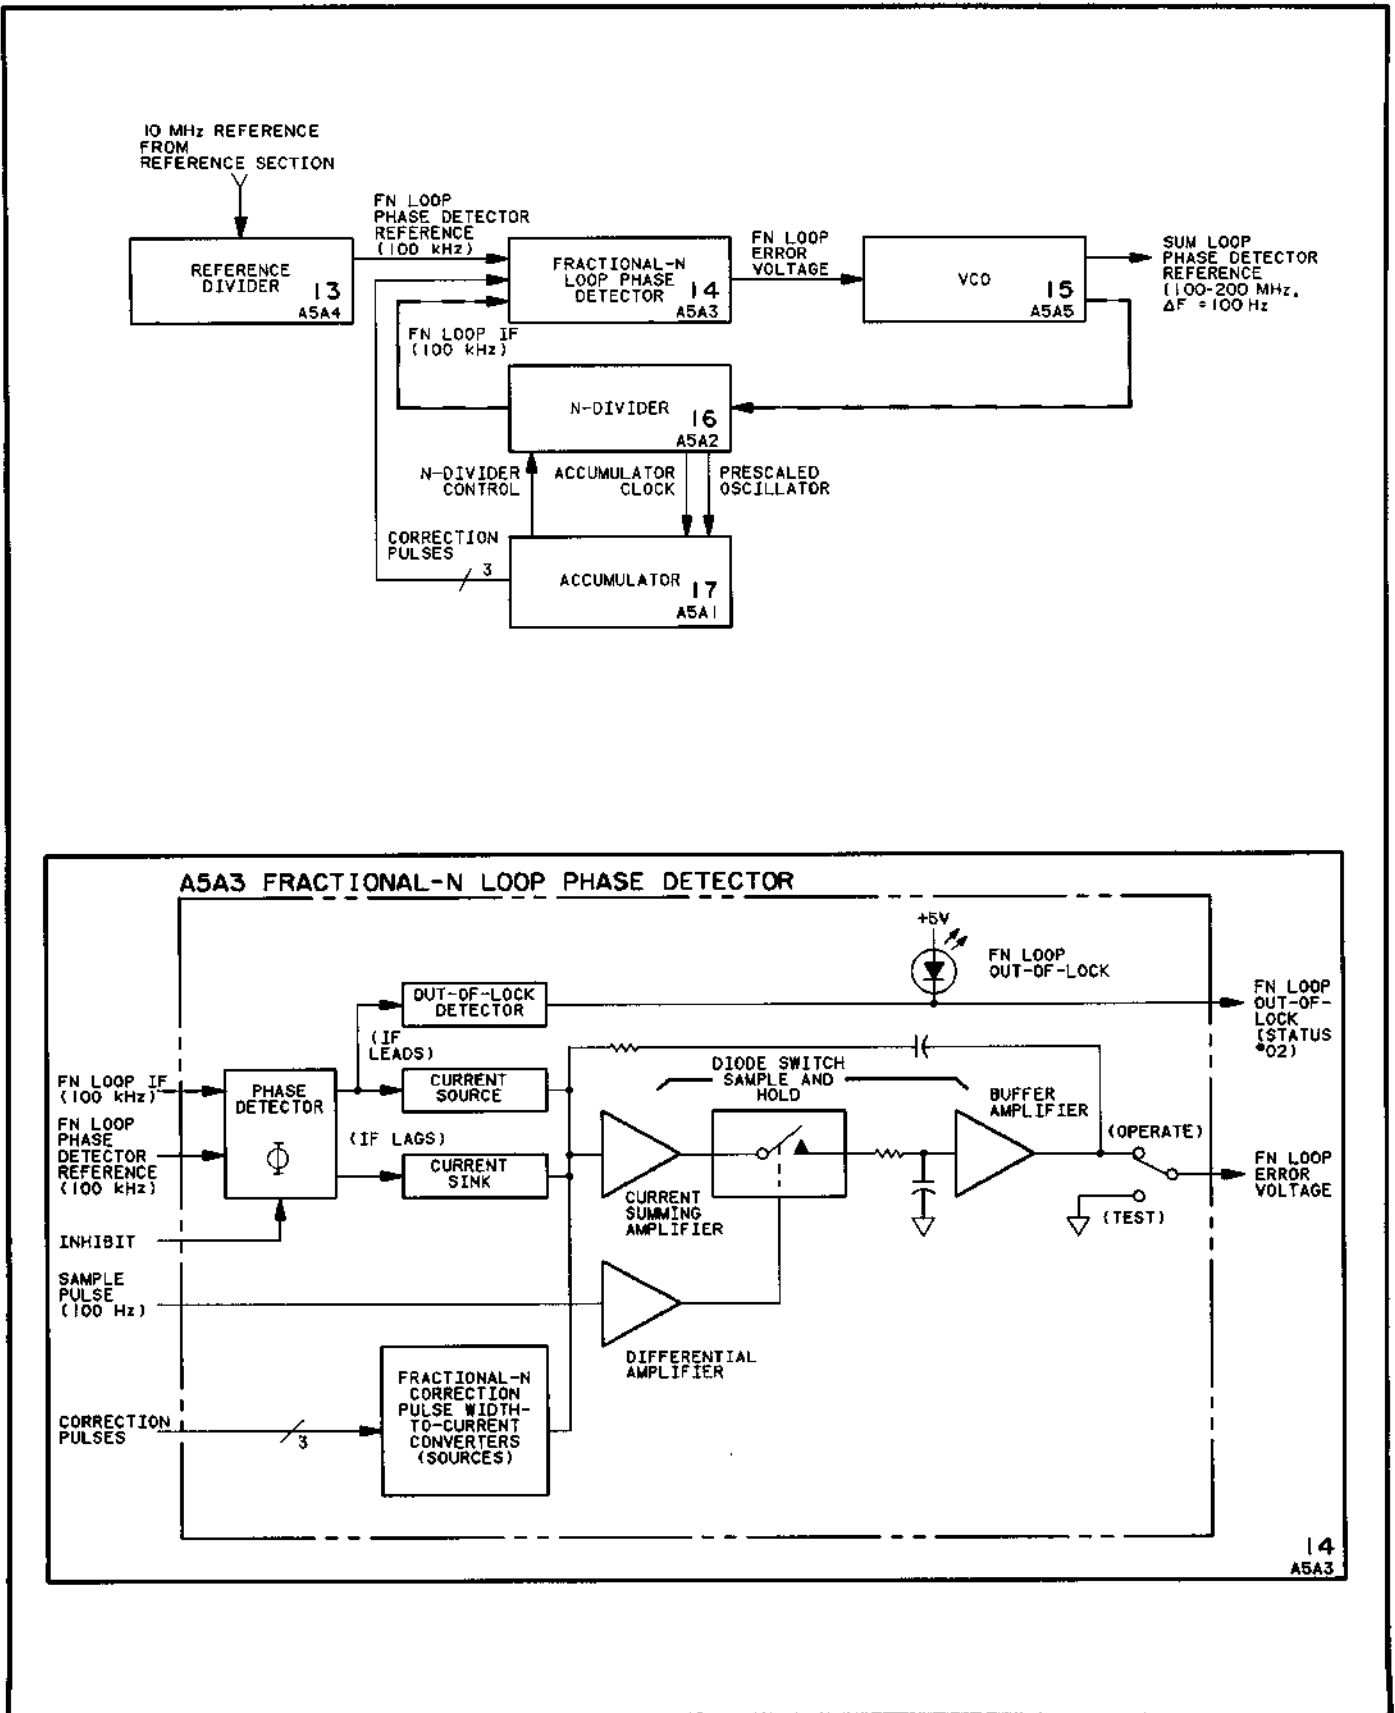 10 MHz REFERENCE
FROM
REFERENCE SECTION
FN LOOP
PHASE DETECTOR
REFERENCE
(100 kHz)
REFERENCE
DIVIDER
13
A5A4
FRACTIONAL-N
LOOP PHASE
DETECTOR
14
A5A3
FN LOOP
ERROR
VOLTAGE
VCO
15
A5A5
SUM LOOP
PHASE DETECTOR
REFERENCE
(100-200 MHz,
ΔF = 100 Hz
FN LOOP IF
(100 kHz)
N-DIVIDER
16
A5A2
N-DIVIDER
CONTROL
ACCUMULATOR
CLOCK
PRESCALED
OSCILLATOR
CORRECTION
PULSES
3
ACCUMULATOR
17
A5A1
A5A3 FRACTIONAL-N LOOP PHASE DETECTOR
+5V
FN LOOP
OUT-OF-LOCK
OUT-OF-LOCK
DETECTOR
FN LOOP
OUT-OF-
LOCK
(STATUS
#02)
(IF
LEADS)
FN LOOP IF
(100 kHz)
PHASE
DETECTOR
Φ
CURRENT
SOURCE
DIODE SWITCH
SAMPLE AND
HOLD
BUFFER
AMPLIFIER
FN LOOP
PHASE
DETECTOR
REFERENCE
(100 kHz)
(IF LAGS)
CURRENT
SINK
(OPERATE)
FN LOOP
ERROR
VOLTAGE
CURRENT
SUMMING
AMPLIFIER
(TEST)
INHIBIT
SAMPLE
PULSE
(100 Hz)
DIFFERENTIAL
AMPLIFIER
CORRECTION
PULSES
3
FRACTIONAL-N
CORRECTION
PULSE WIDTH-
TO-CURRENT
CONVERTERS
(SOURCES)
14
A5A3